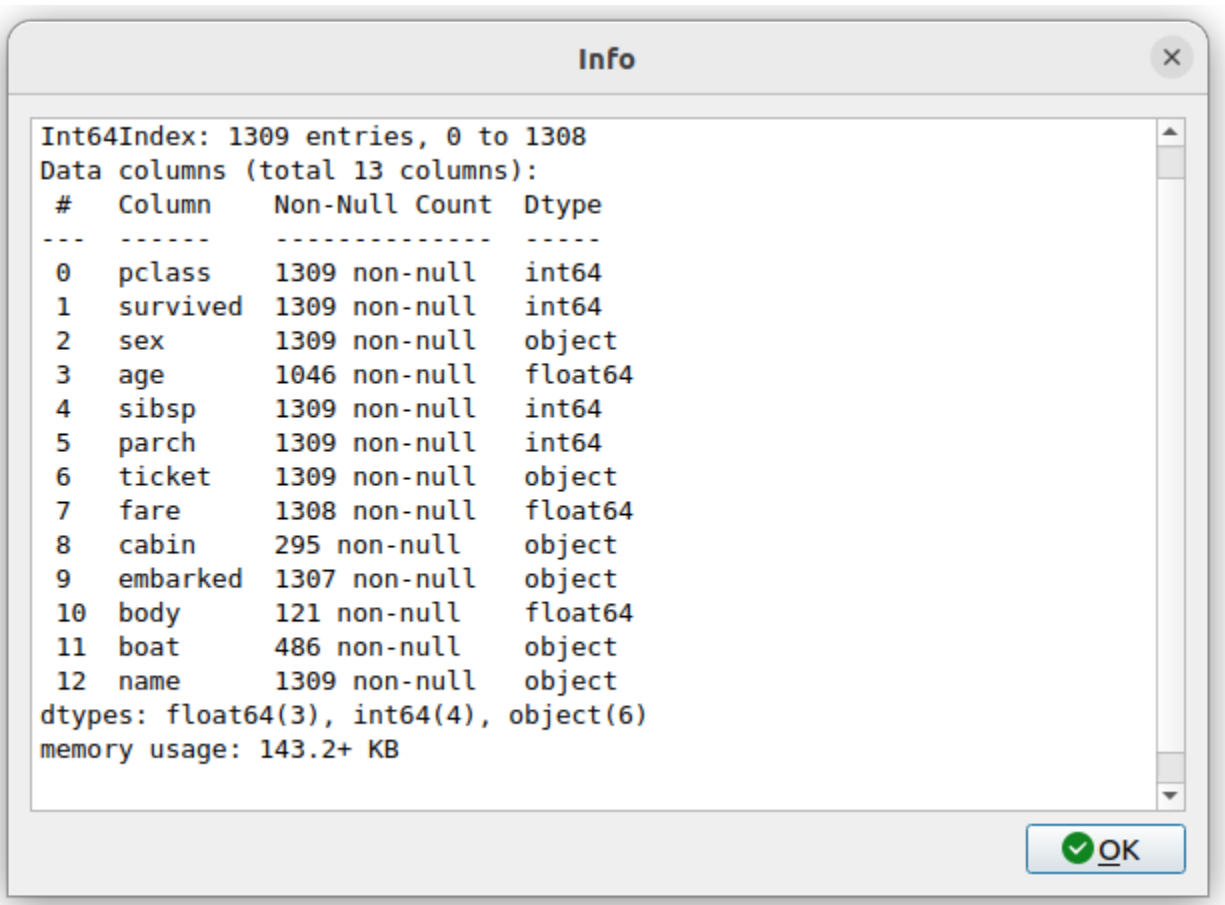 Info
Int64Index: 1309 entries, 0 to 1308
Data columns (total 13 columns):
 #   Column    Non-Null Count  Dtype
---  ------    --------------  -----
 0   pclass    1309 non-null   int64
 1   survived  1309 non-null   int64
 2   sex       1309 non-null   object
 3   age       1046 non-null   float64
 4   sibsp     1309 non-null   int64
 5   parch     1309 non-null   int64
 6   ticket    1309 non-null   object
 7   fare      1308 non-null   float64
 8   cabin     295 non-null    object
 9   embarked  1307 non-null   object
 10  body      121 non-null    float64
 11  boat      486 non-null    object
 12  name      1309 non-null   object
dtypes: float64(3), int64(4), object(6)
memory usage: 143.2+ KB
OK